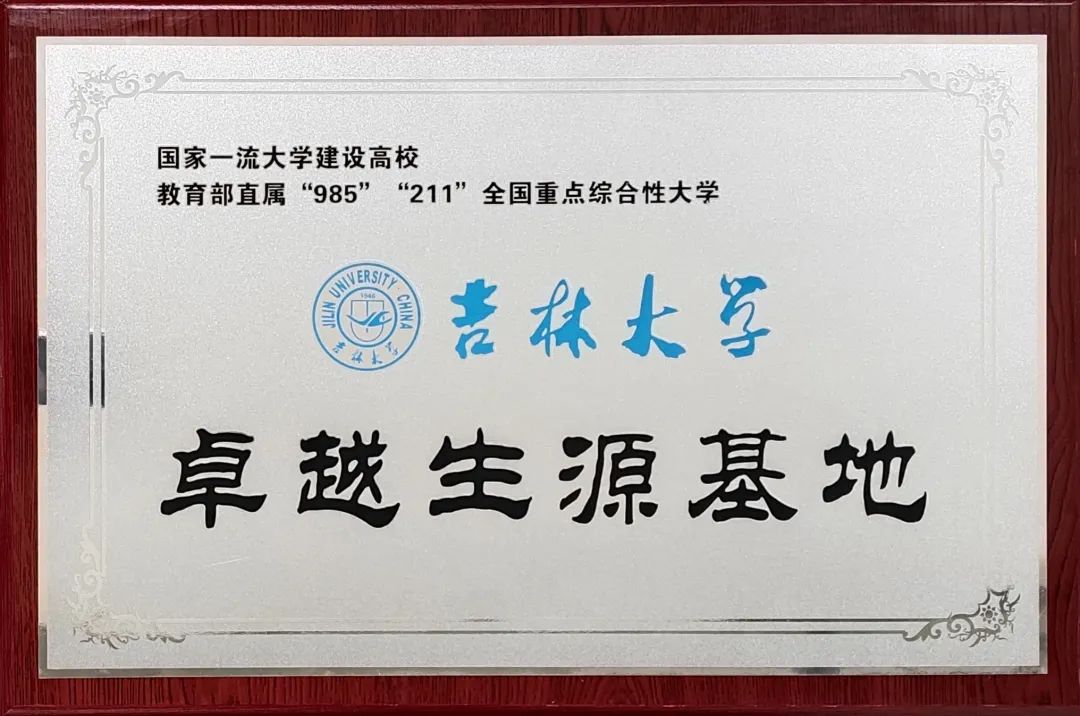 国家一流大学建设高校
教育部直属“985”“211”全国重点综合性大学
JILIN UNIVERSITY·CHINA
1946
吉林大学
吉林大学
卓越生源基地